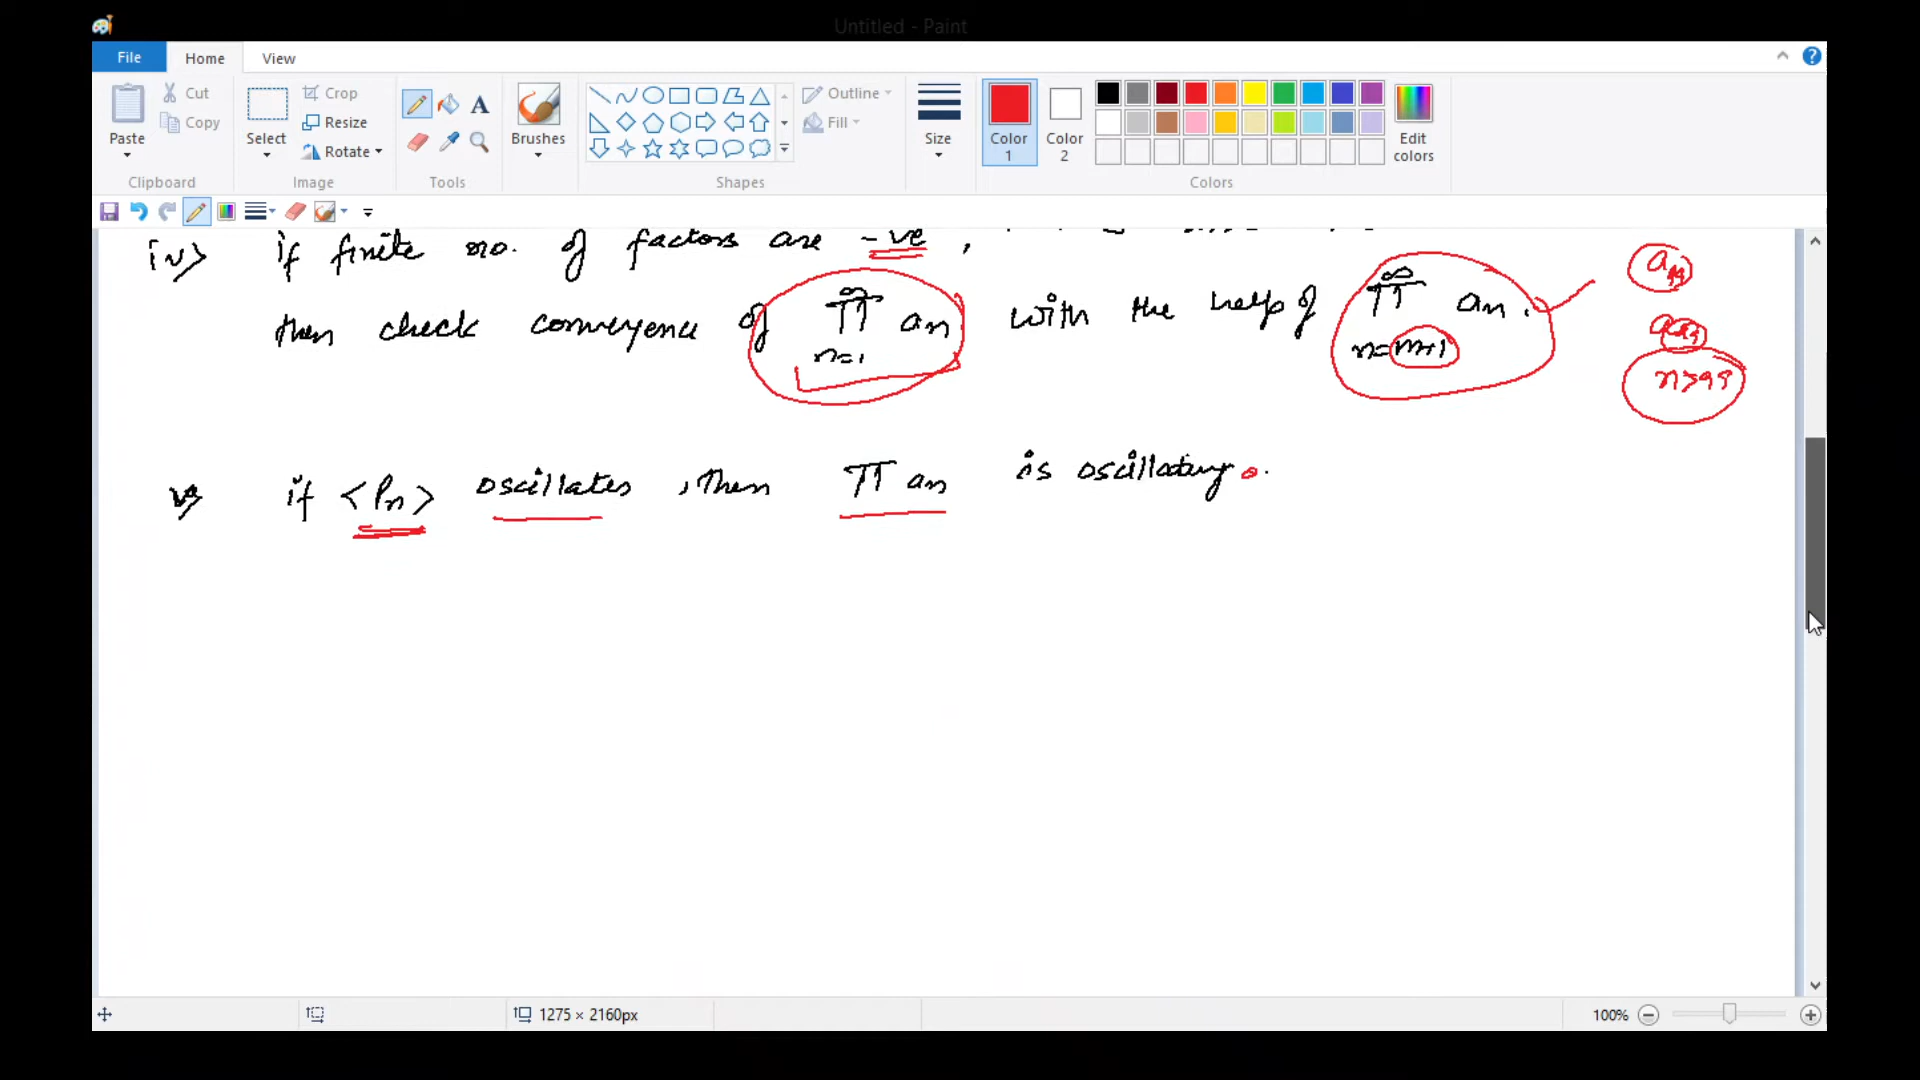 Untitled - Paint
File Home View
Paste Cut Copy Clipboard
Select Crop Resize Rotate Image
A Tools
Brushes
Outline Fill Shapes
Size
Color 1 Color 2 Edit colors Colors
iv> if finite no. of factors are -ve ,
then check convergence of ∞ π an n=1 with the help of ∞ π an . n=m+1
n>99
v> if <Pn> oscillates , then π an is oscillatory .
1275 × 2160px 100%